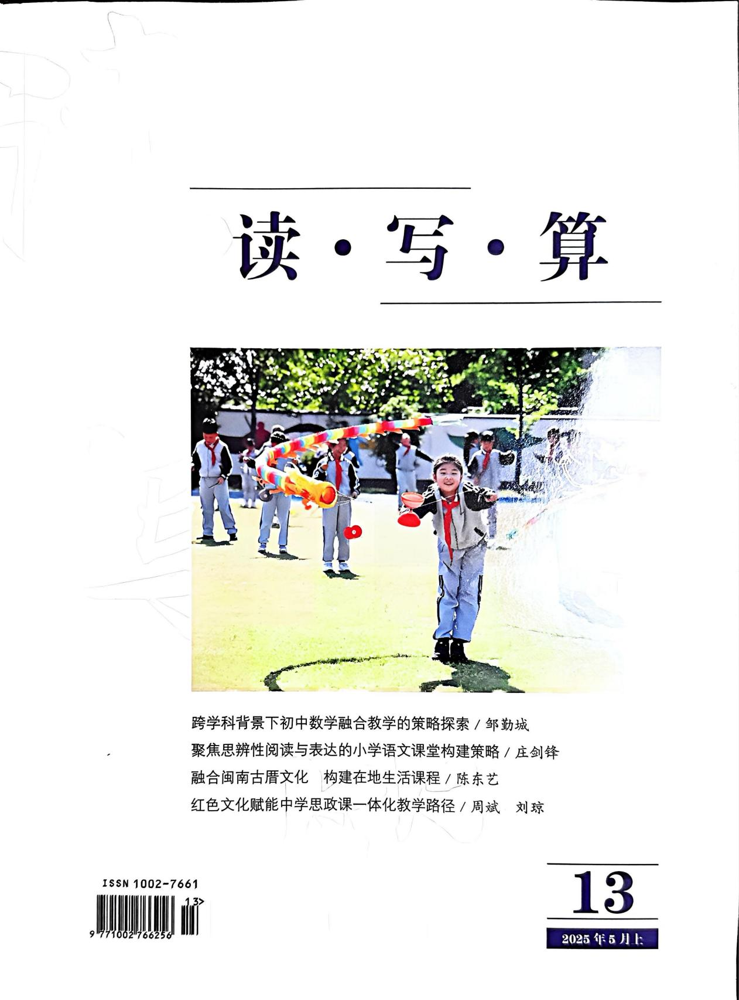 读·写·算
跨学科背景下初中数学融合教学的策略探索 / 邹勤城
聚焦思辨性阅读与表达的小学语文课堂构建策略 / 庄剑锋
融合闽南古厝文化　构建在地生活课程 / 陈东艺
红色文化赋能中学思政课一体化教学路径 / 周斌　刘琼
ISSN 1002-7661
13>
9 771002 766256
13
2025 年 5 月上